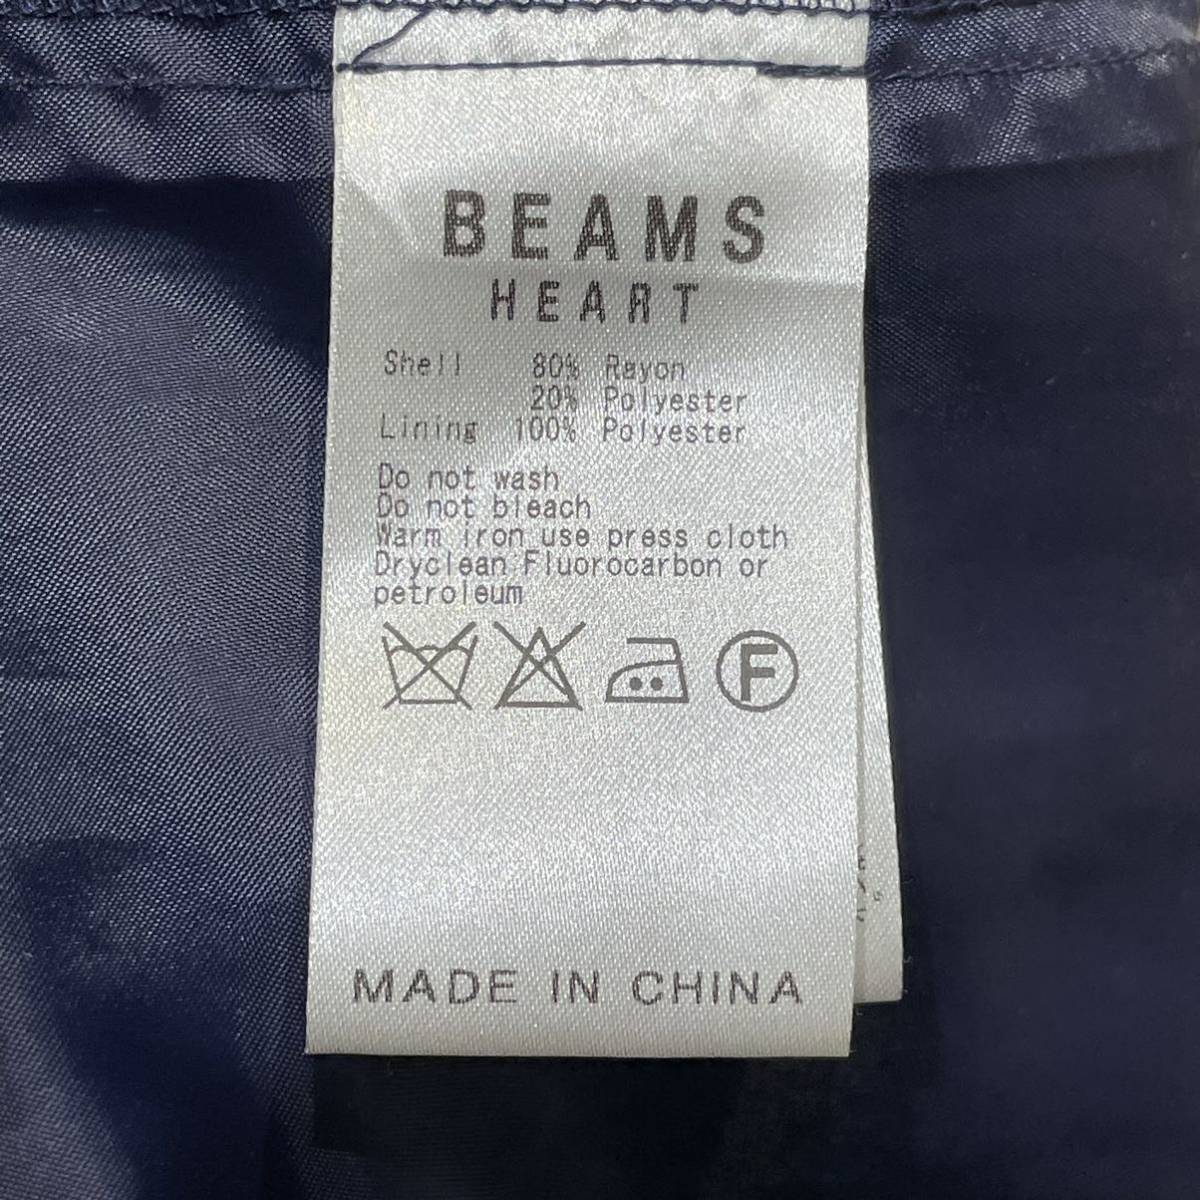 BEAMS
HEART
Shell 80% Rayon
20% Polyester
Lining 100% Polyester
Do not wash
Do not bleach
Warm iron use press cloth
Dryclean Fluorocarbon or
petroleum
F
MADE IN CHINA